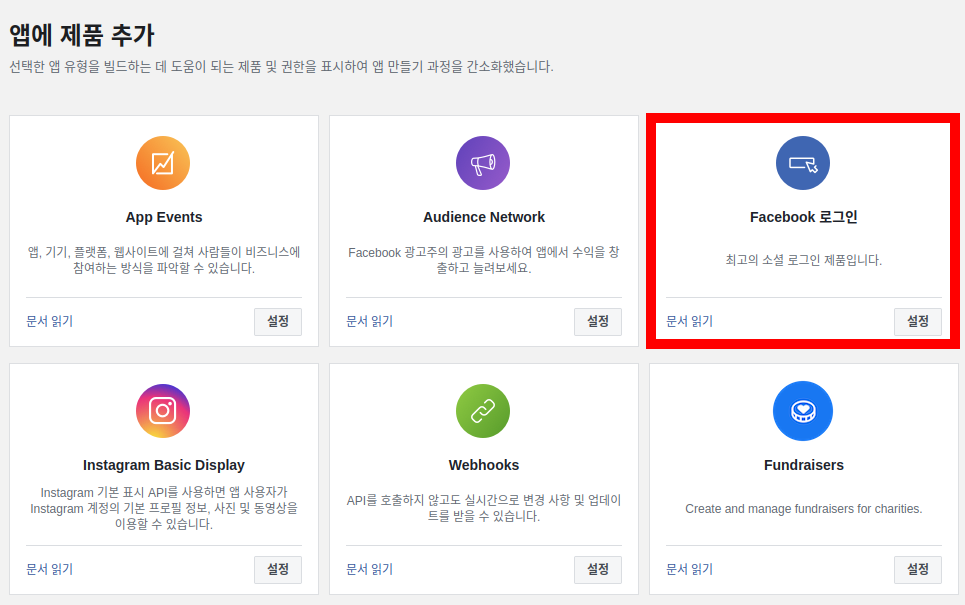 앱에 제품 추가
선택한 앱 유형을 빌드하는 데 도움이 되는 제품 및 권한을 표시하여 앱 만들기 과정을 간소화했습니다.
App Events
앱, 기기, 플랫폼, 웹사이트에 걸쳐 사람들이 비즈니스에
참여하는 방식을 파악할 수 있습니다.
문서 읽기
설정
Audience Network
Facebook 광고주의 광고를 사용하여 앱에서 수익을 창
출하고 늘려보세요.
문서 읽기
설정
Facebook 로그인
최고의 소셜 로그인 제품입니다.
문서 읽기
설정
Instagram Basic Display
Instagram 기본 표시 API를 사용하면 앱 사용자가
Instagram 계정의 기본 프로필 정보, 사진 및 동영상을
이용할 수 있습니다.
문서 읽기
설정
Webhooks
API를 호출하지 않고도 실시간으로 변경 사항 및 업데이
트를 받을 수 있습니다.
문서 읽기
설정
Fundraisers
Create and manage fundraisers for charities.
문서 읽기
설정